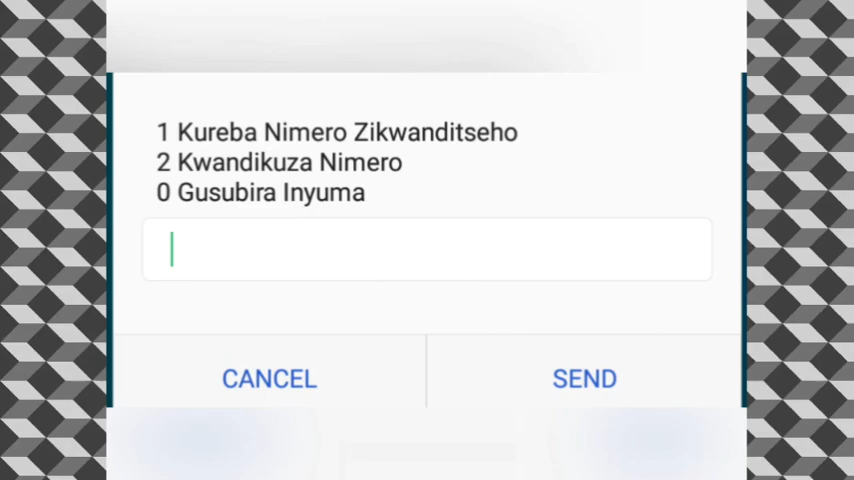 1 Kureba Nimero Zikwanditseho
2 Kwandikuza Nimero
0 Gusubira Inyuma
CANCEL
SEND